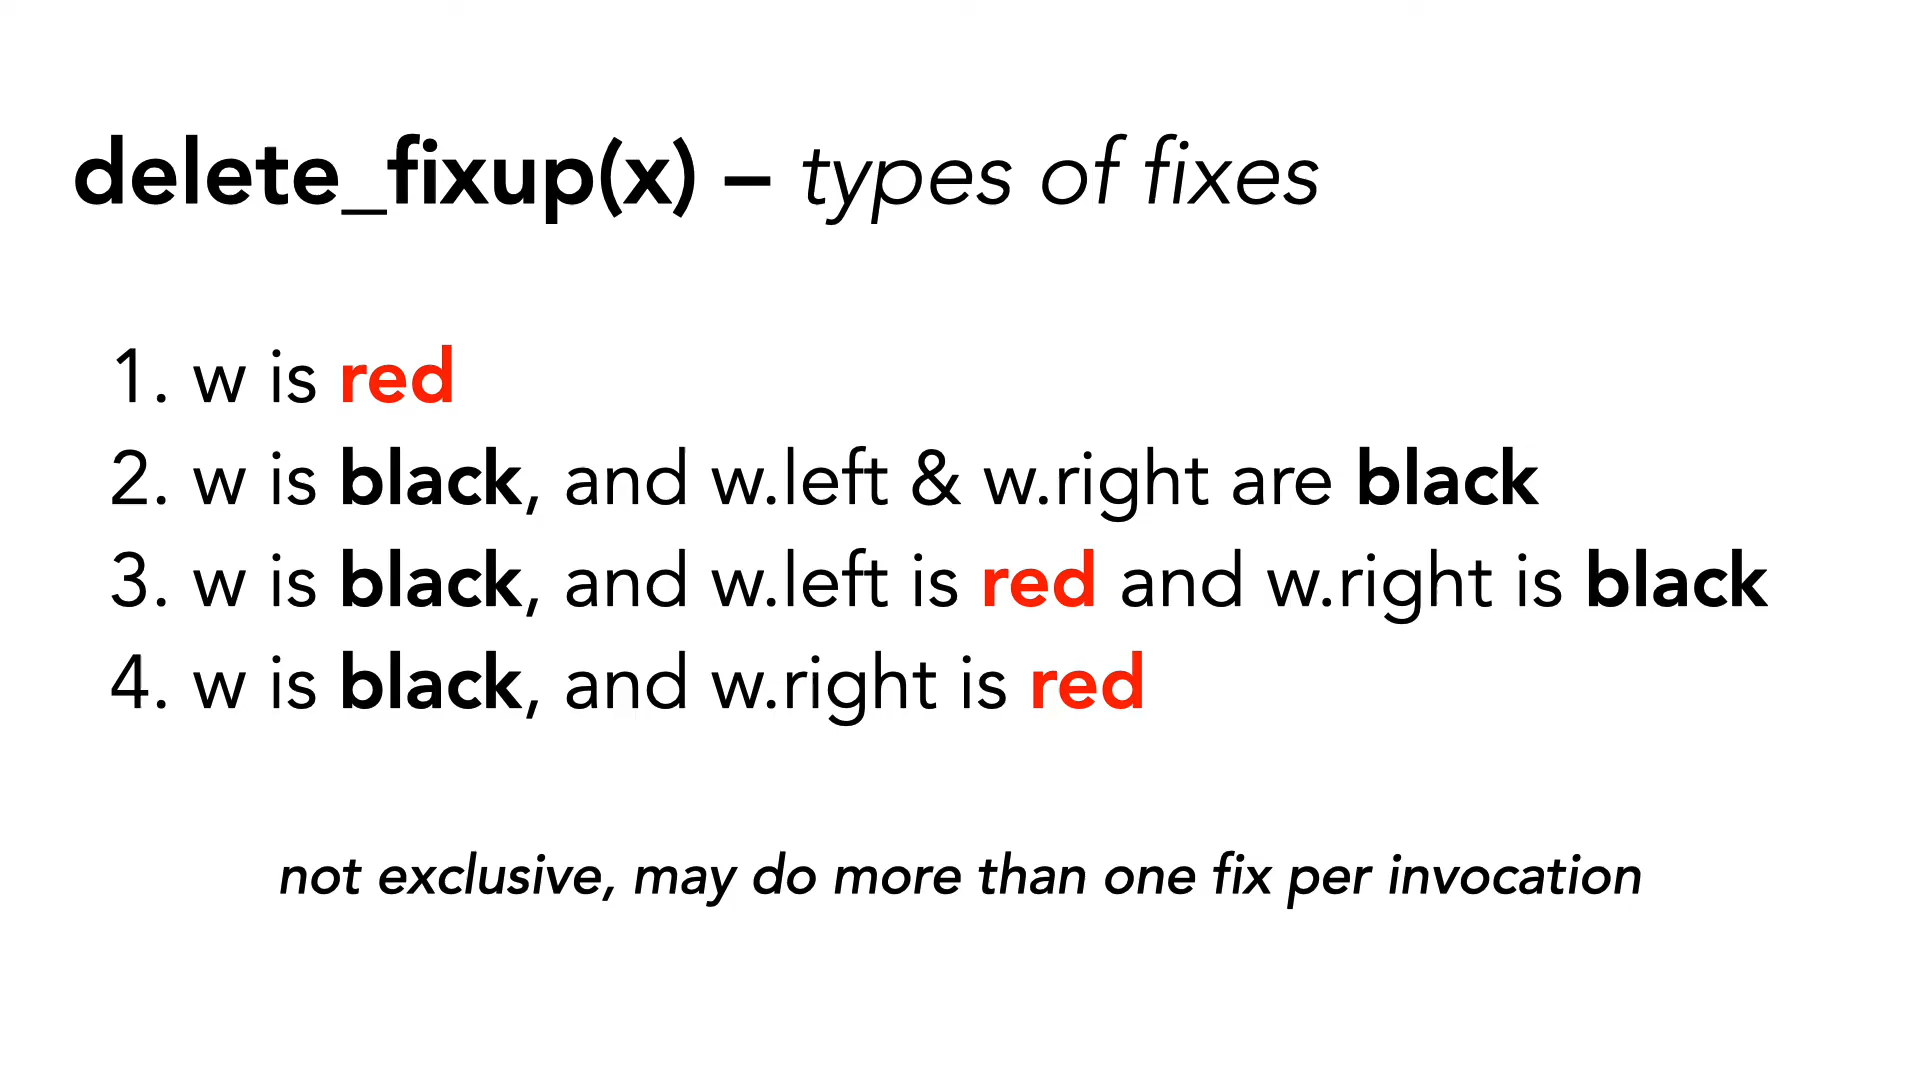 delete_fixup(x) – types of fixes
1. w is red
2. w is black, and w.left & w.right are black
3. w is black, and w.left is red and w.right is black
4. w is black, and w.right is red
not exclusive, may do more than one fix per invocation